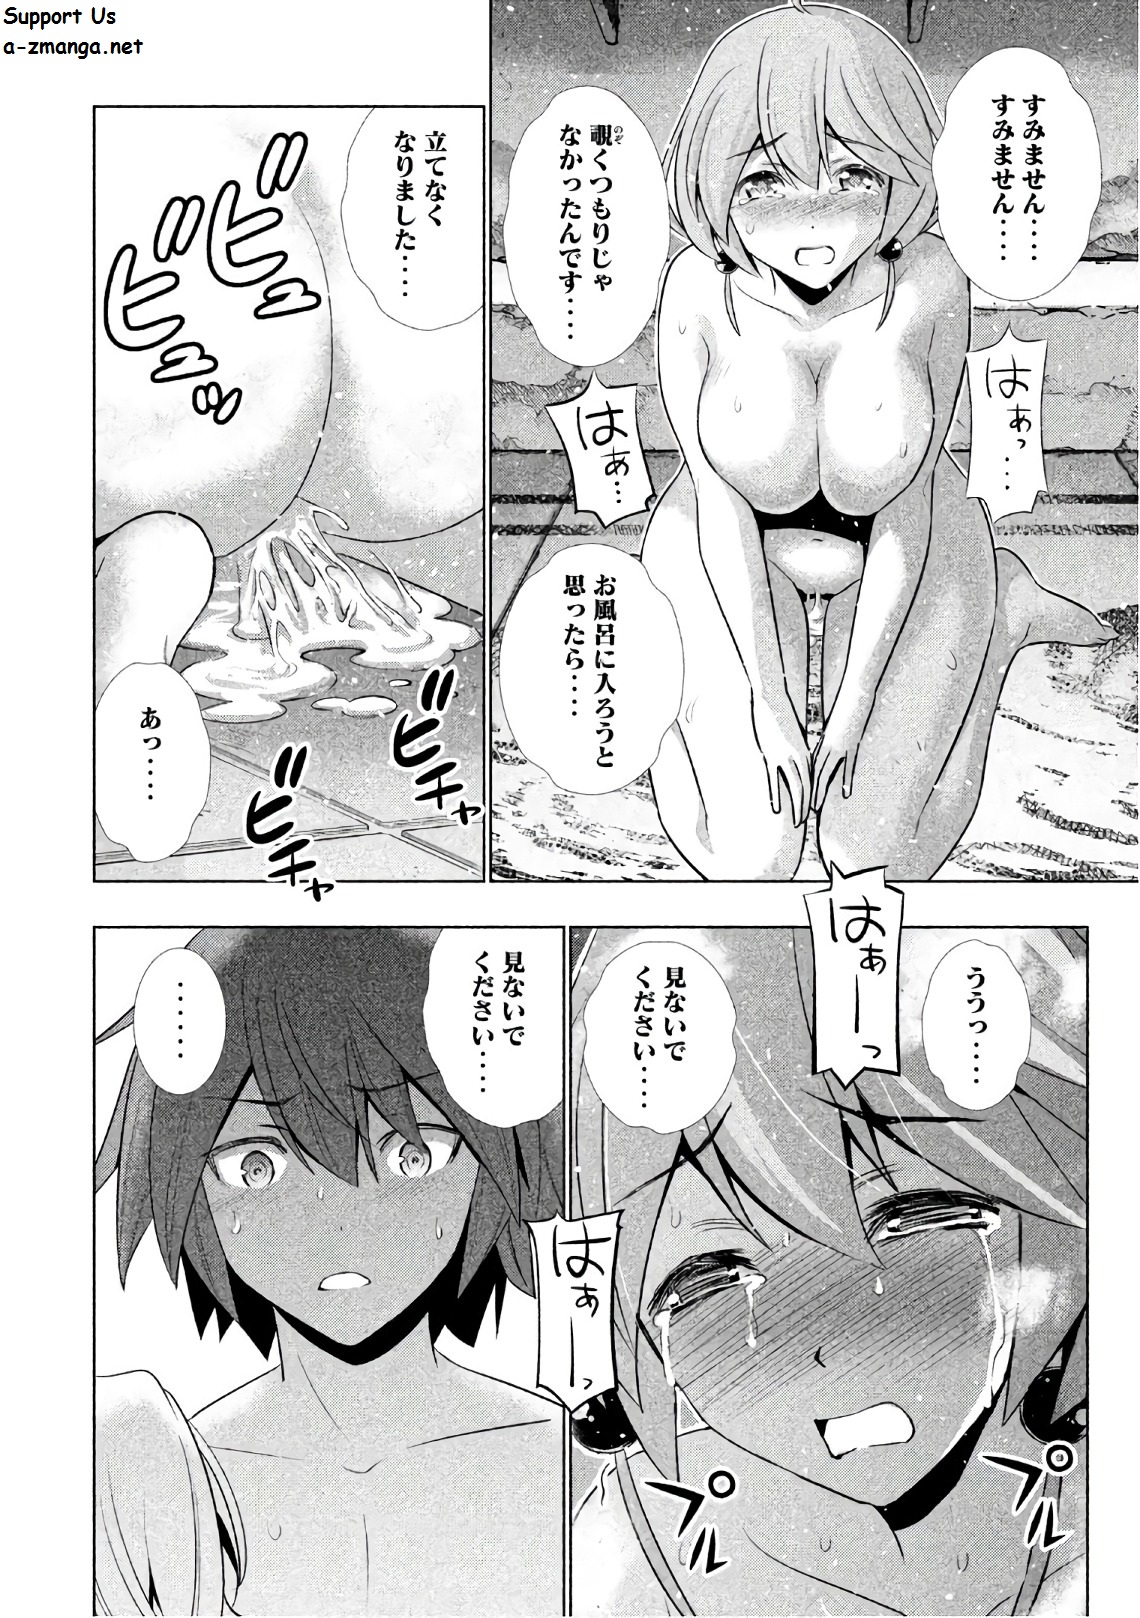 Support Us
a-zmanga.net
すみません‥‥
すみません‥‥
覗くつもりじゃ
のぞ
なかったんです‥‥
はぁっ‥‥
はぁ…
お風呂に入ろうと
思ったら‥‥
立てなく
なりました‥‥
ビュビュ
ビュッッ
あっ‥‥
ビチャ
ビチャ
ううっ‥‥
はぁーっ
見ないで
ください‥‥
はぁーっ
プル
プル
見ないで
ください‥‥
‥‥‥